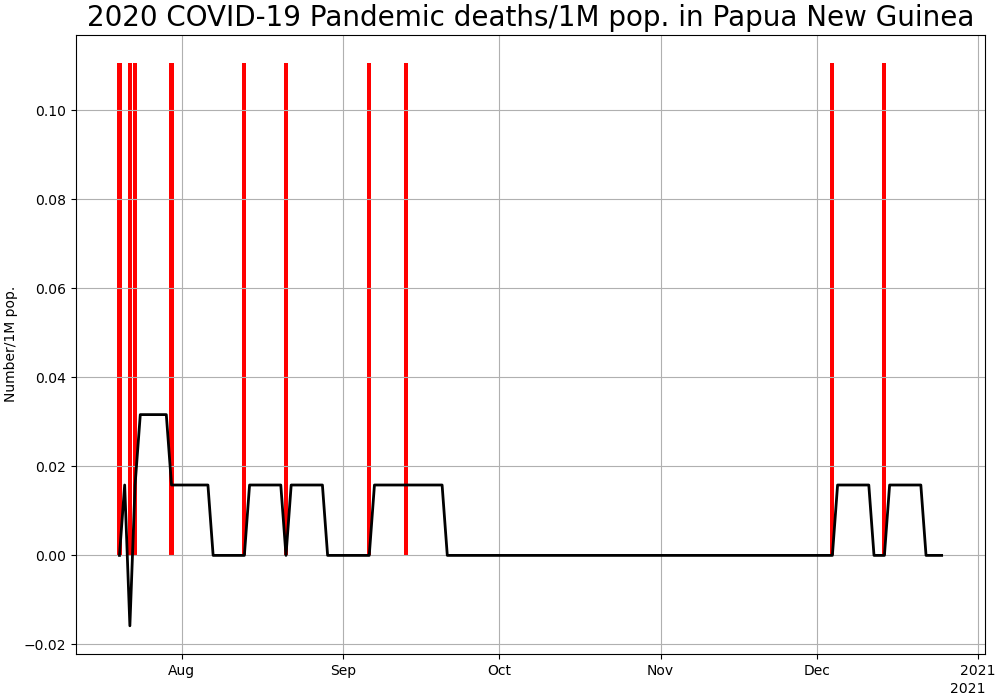 2020 COVID-19 Pandemic deaths/1M pop. in Papua New Guinea
Number/1M pop.
0.10
0.08
0.06
0.04
0.02
0.00
−0.02
Aug Sep Oct Nov Dec 2021
2021